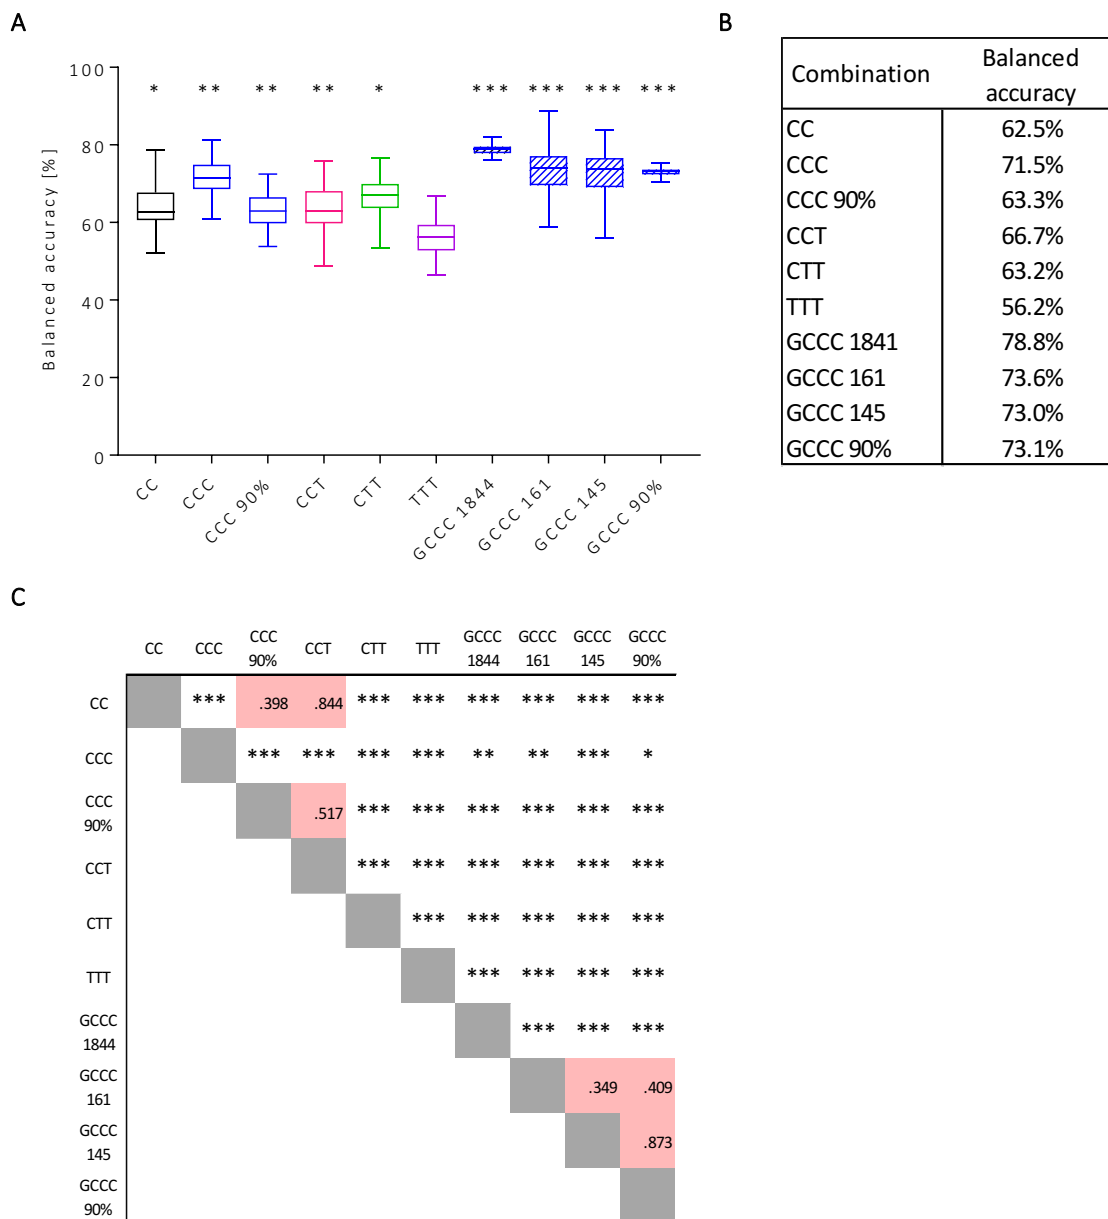 A
B
100
80
60
40
20
0
Balanced accuracy [%]
* ** ** ** * *** *** *** ***
CC
CCC
CCC 90%
CCT
CTT
TTT
GCCC 1844
GCCC 161
GCCC 145
GCCC 90%
Combination Balanced accuracy
CC 62.5%
CCC 71.5%
CCC 90% 63.3%
CCT 66.7%
CTT 63.2%
TTT 56.2%
GCCC 1841 78.8%
GCCC 161 73.6%
GCCC 145 73.0%
GCCC 90% 73.1%
C
CC CCC CCC 90% CCT CTT TTT GCCC 1844 GCCC 161 GCCC 145 GCCC 90%
CC *** .398 .844 *** *** *** *** *** ***
CCC *** *** *** *** ** ** *** *
CCC 90% .517 *** *** *** *** *** ***
CCT *** *** *** *** *** ***
CTT *** *** *** *** ***
TTT *** *** *** ***
GCCC 1844 *** *** ***
GCCC 161 .349 .409
GCCC 145 .873
GCCC 90%